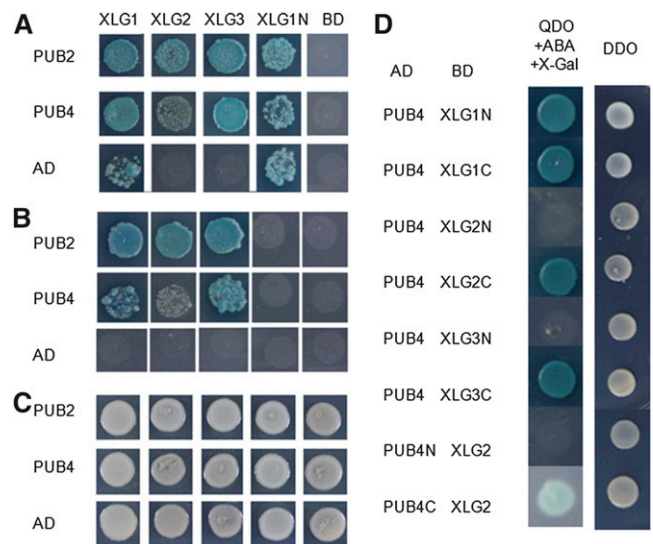 A
XLG1 XLG2 XLG3 XLG1N BD
PUB2
PUB4
AD
B
PUB2
PUB4
AD
C
PUB2
PUB4
AD
D
QDO
+ABA
+X-Gal
DDO
AD BD
PUB4 XLG1N
PUB4 XLG1C
PUB4 XLG2N
PUB4 XLG2C
PUB4 XLG3N
PUB4 XLG3C
PUB4N XLG2
PUB4C XLG2